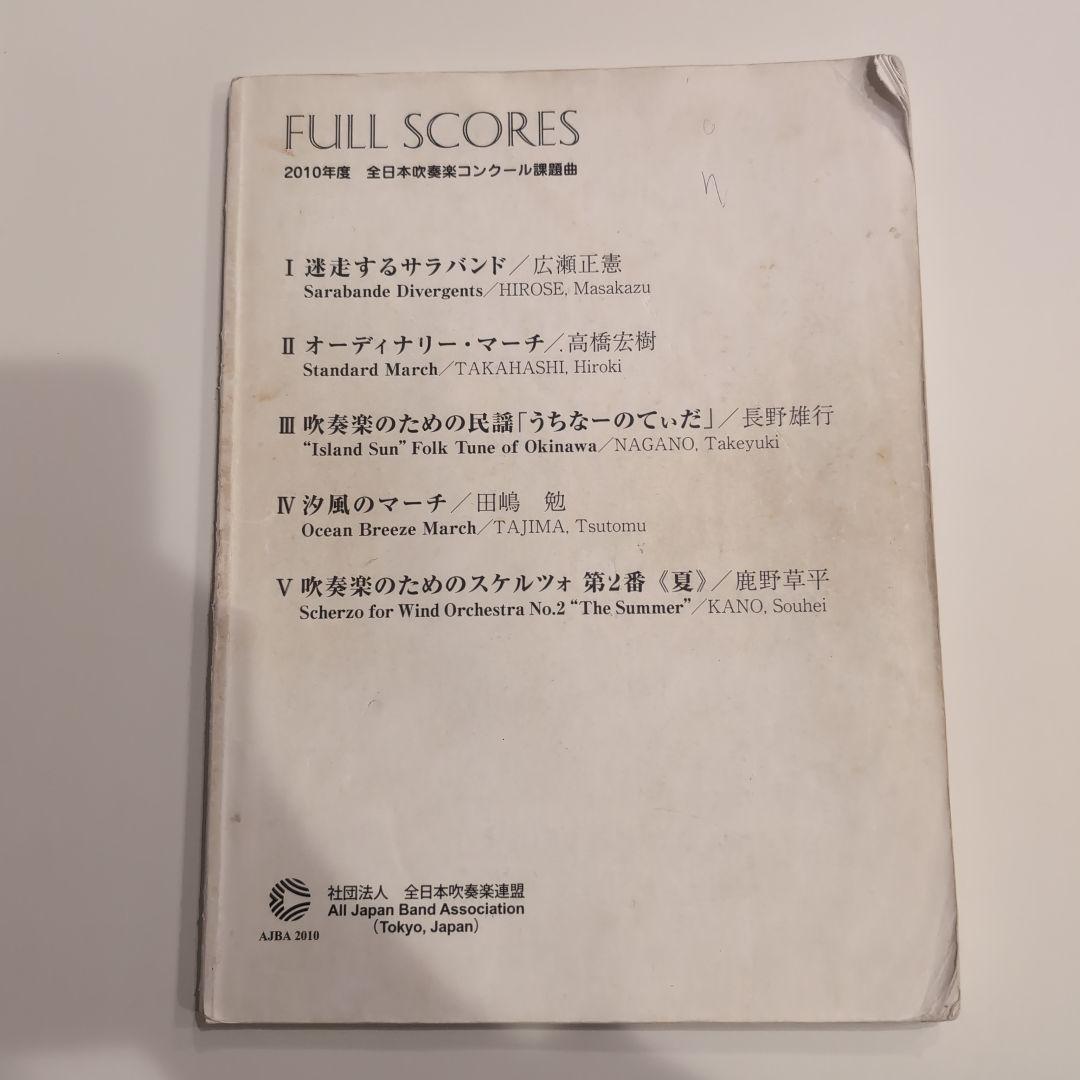 FULL SCORES
2010年度 全日本吹奏楽コンクール課題曲
Ⅰ 迷走するサラバンド／広瀬正憲
Sarabande Divergents／HIROSE, Masakazu
Ⅱ オーディナリー・マーチ／高橋宏樹
Standard March／TAKAHASHI, Hiroki
Ⅲ 吹奏楽のための民謡「うちなーのてぃだ」／長野雄行
“Island Sun” Folk Tune of Okinawa／NAGANO, Takeyuki
Ⅳ 汐風のマーチ／田嶋 勉
Ocean Breeze March／TAJIMA, Tsutomu
Ⅴ 吹奏楽のためのスケルツォ 第2番《夏》／鹿野草平
Scherzo for Wind Orchestra No.2 “The Summer”／KANO, Souhei
社団法人 全日本吹奏楽連盟
All Japan Band Association
（Tokyo, Japan）
AJBA 2010